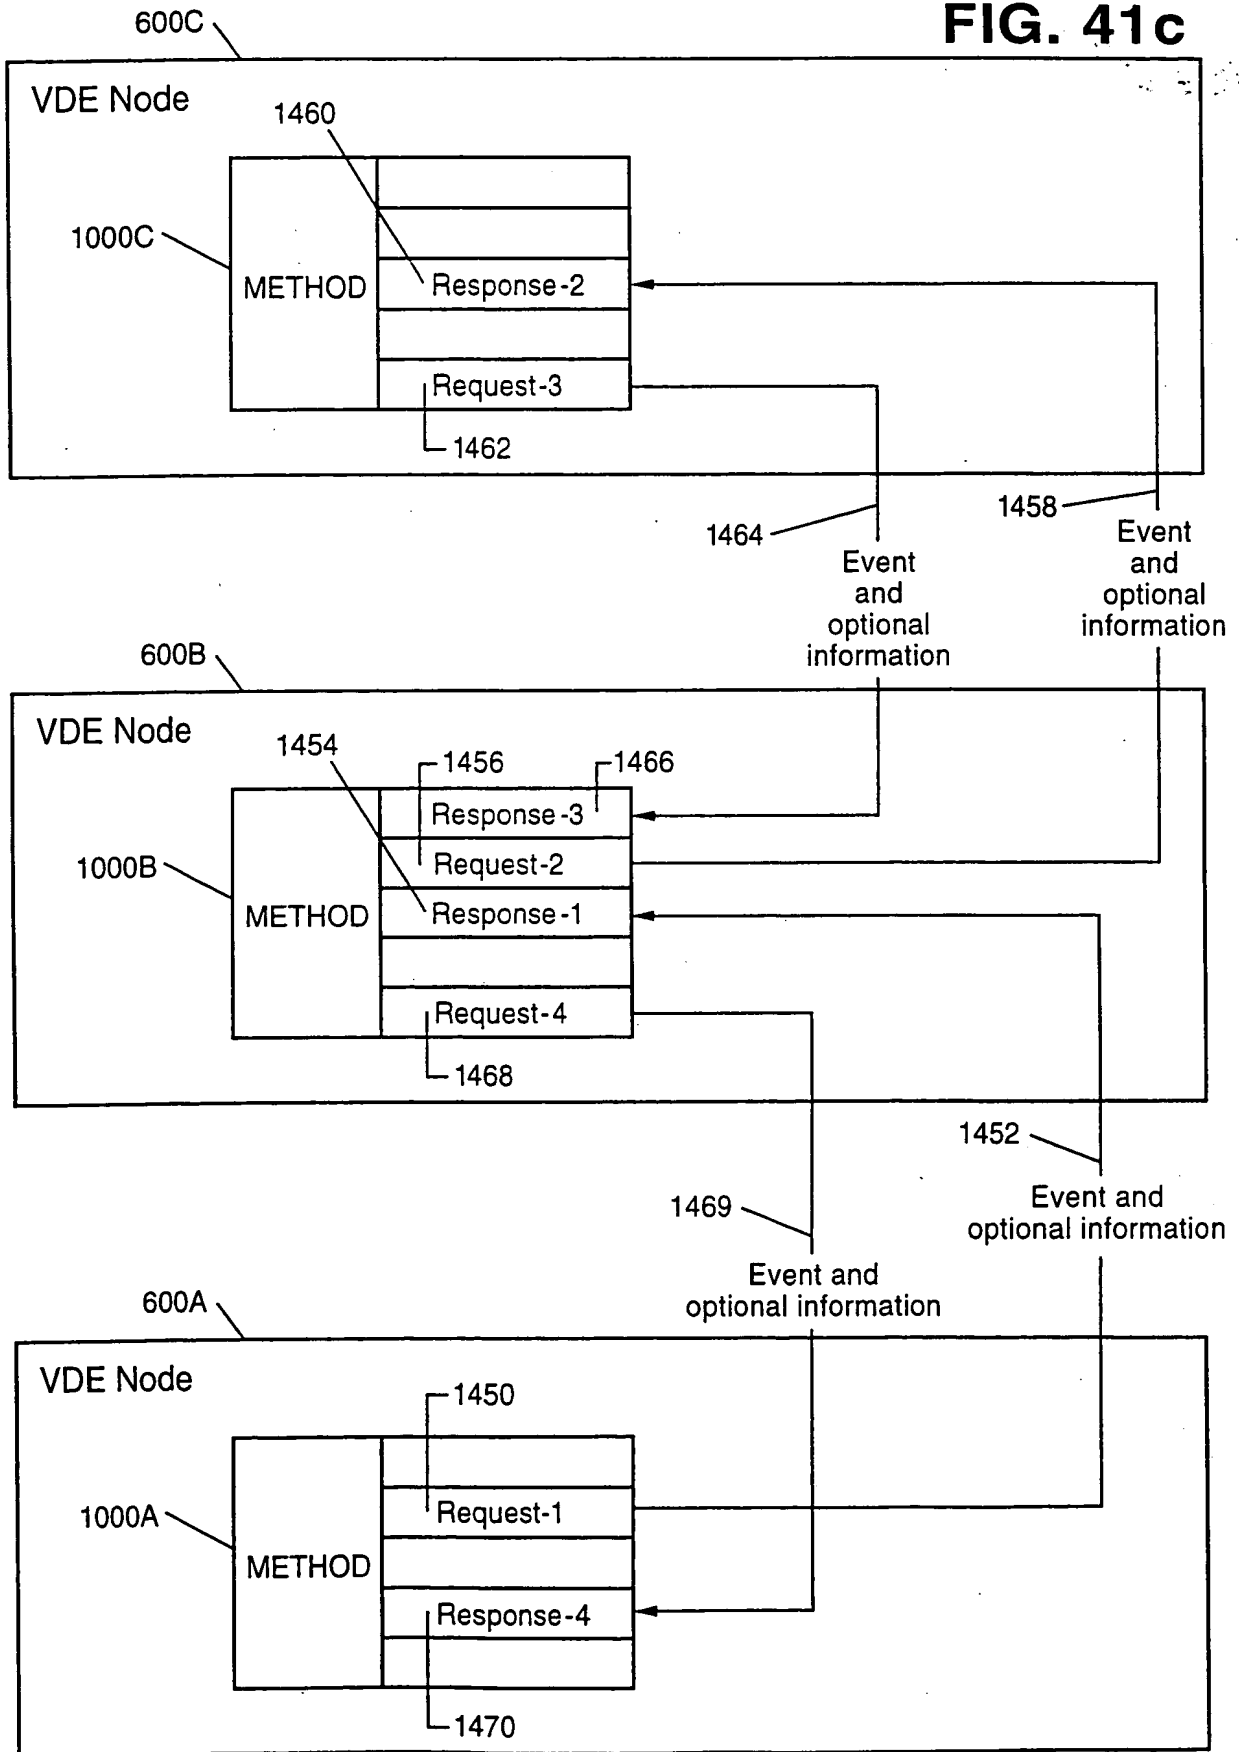 FIG. 41c
600C
VDE Node
1460
1000C
METHOD
Response-2
Request-3
1462
1464
1458
Event
and
optional
information
Event
and
optional
information
600B
VDE Node
1454
1456
1466
1000B
METHOD
Response-3
Request-2
Response-1
Request-4
1468
1452
1469
Event and
optional information
Event and
optional information
600A
VDE Node
1450
1000A
METHOD
Request-1
Response-4
1470